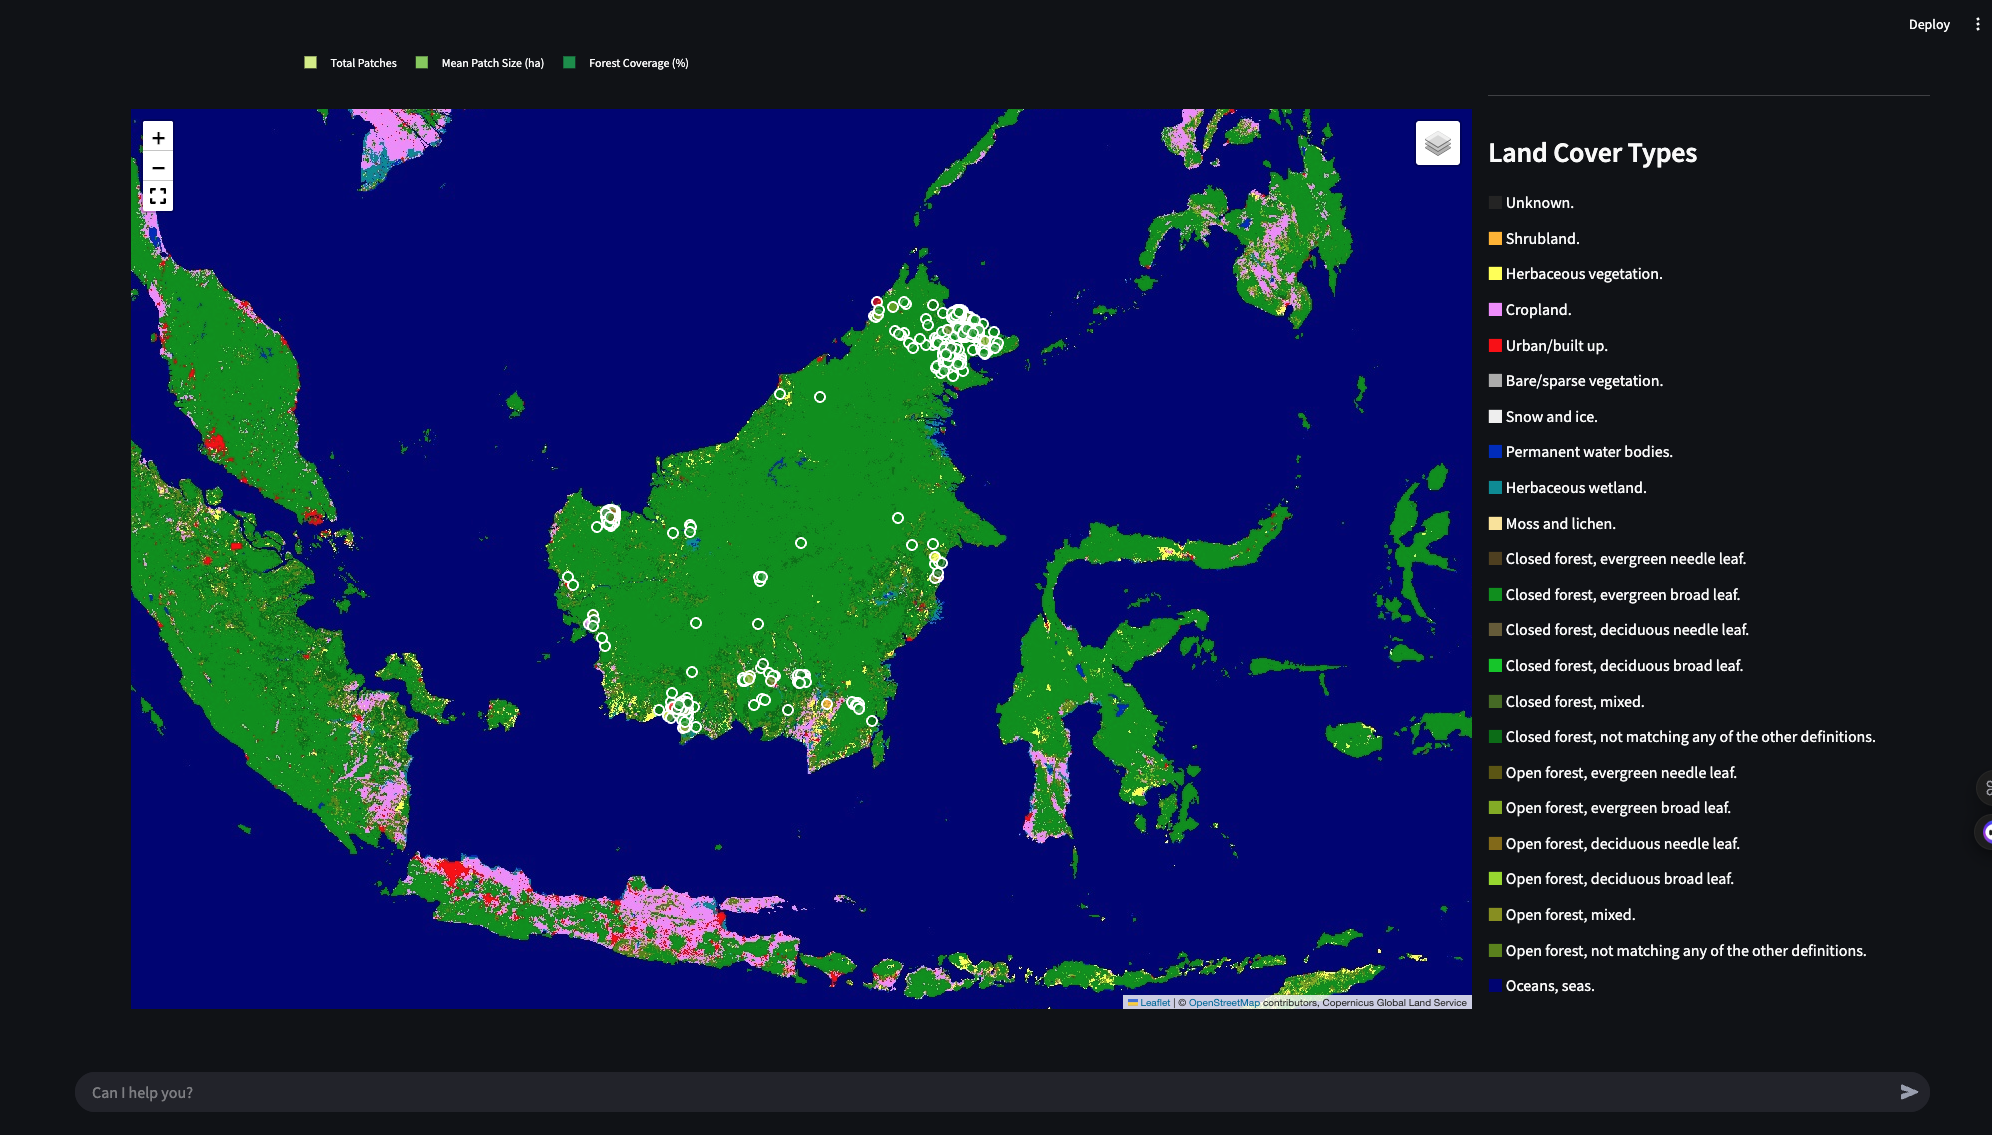 Deploy
Total Patches
Mean Patch Size (ha)
Forest Coverage (%)
+
−
Leaflet | © OpenStreetMap contributors, Copernicus Global Land Service
Land Cover Types
Unknown.
Shrubland.
Herbaceous vegetation.
Cropland.
Urban/built up.
Bare/sparse vegetation.
Snow and ice.
Permanent water bodies.
Herbaceous wetland.
Moss and lichen.
Closed forest, evergreen needle leaf.
Closed forest, evergreen broad leaf.
Closed forest, deciduous needle leaf.
Closed forest, deciduous broad leaf.
Closed forest, mixed.
Closed forest, not matching any of the other definitions.
Open forest, evergreen needle leaf.
Open forest, evergreen broad leaf.
Open forest, deciduous needle leaf.
Open forest, deciduous broad leaf.
Open forest, mixed.
Open forest, not matching any of the other definitions.
Oceans, seas.
Can I help you?